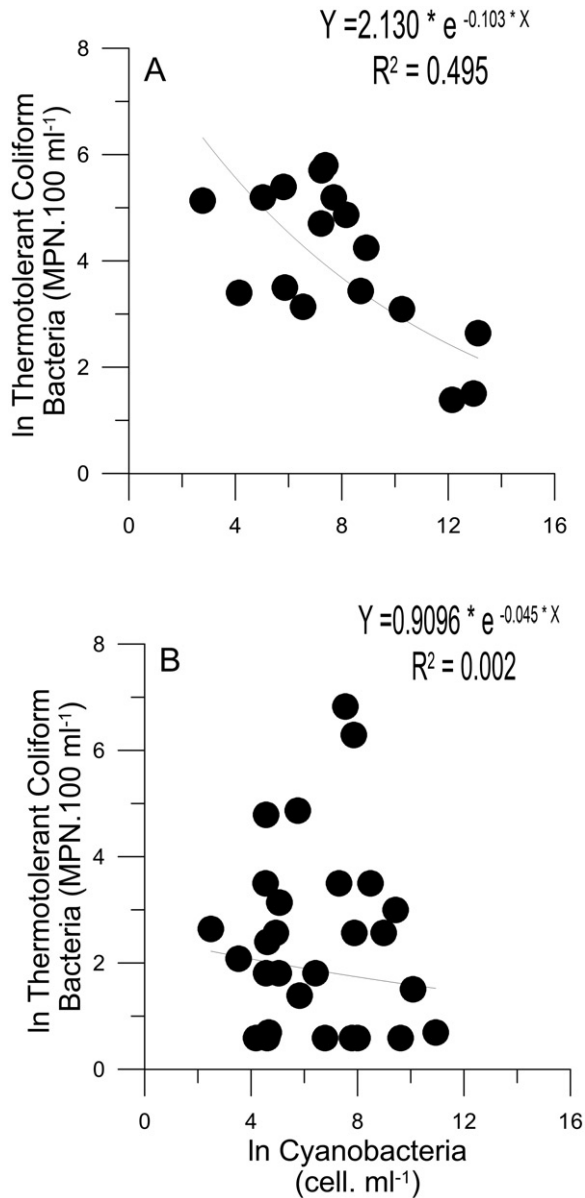 Y =2.130 * e -0.103 * X
R² = 0.495
A
ln Thermotolerant Coliform
Bacteria (MPN.100 ml⁻¹)
8
6
4
2
0
0 4 8 12 16
Y =0.9096 * e -0.045 * X
R² = 0.002
B
ln Thermotolerant Coliform
Bacteria (MPN.100 ml⁻¹)
8
6
4
2
0
0 4 8 12 16
ln Cyanobacteria
(cell. ml⁻¹)